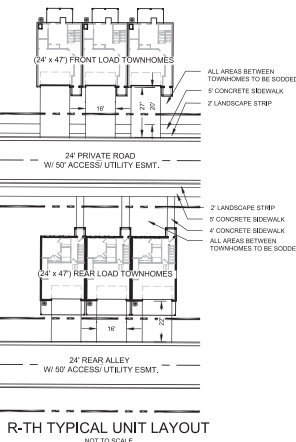 (24' x 47') FRONT LOAD TOWNHOMES
ALL AREAS BETWEEN
TOWNHOMES TO BE SODDED
5' CONCRETE SIDEWALK
2' LANDSCAPE STRIP
16'
27'
20'
24' PRIVATE ROAD
W/ 50' ACCESS/ UTILITY ESMT.
2' LANDSCAPE STRIP
5' CONCRETE SIDEWALK
4' CONCRETE SIDEWALK
ALL AREAS BETWEEN
TOWNHOMES TO BE SODDE
(24' x 47') REAR LOAD TOWNHOMES
16'
22'
24' REAR ALLEY
W/ 50' ACCESS/ UTILITY ESMT.
R-TH TYPICAL UNIT LAYOUT
NOT TO SCALE